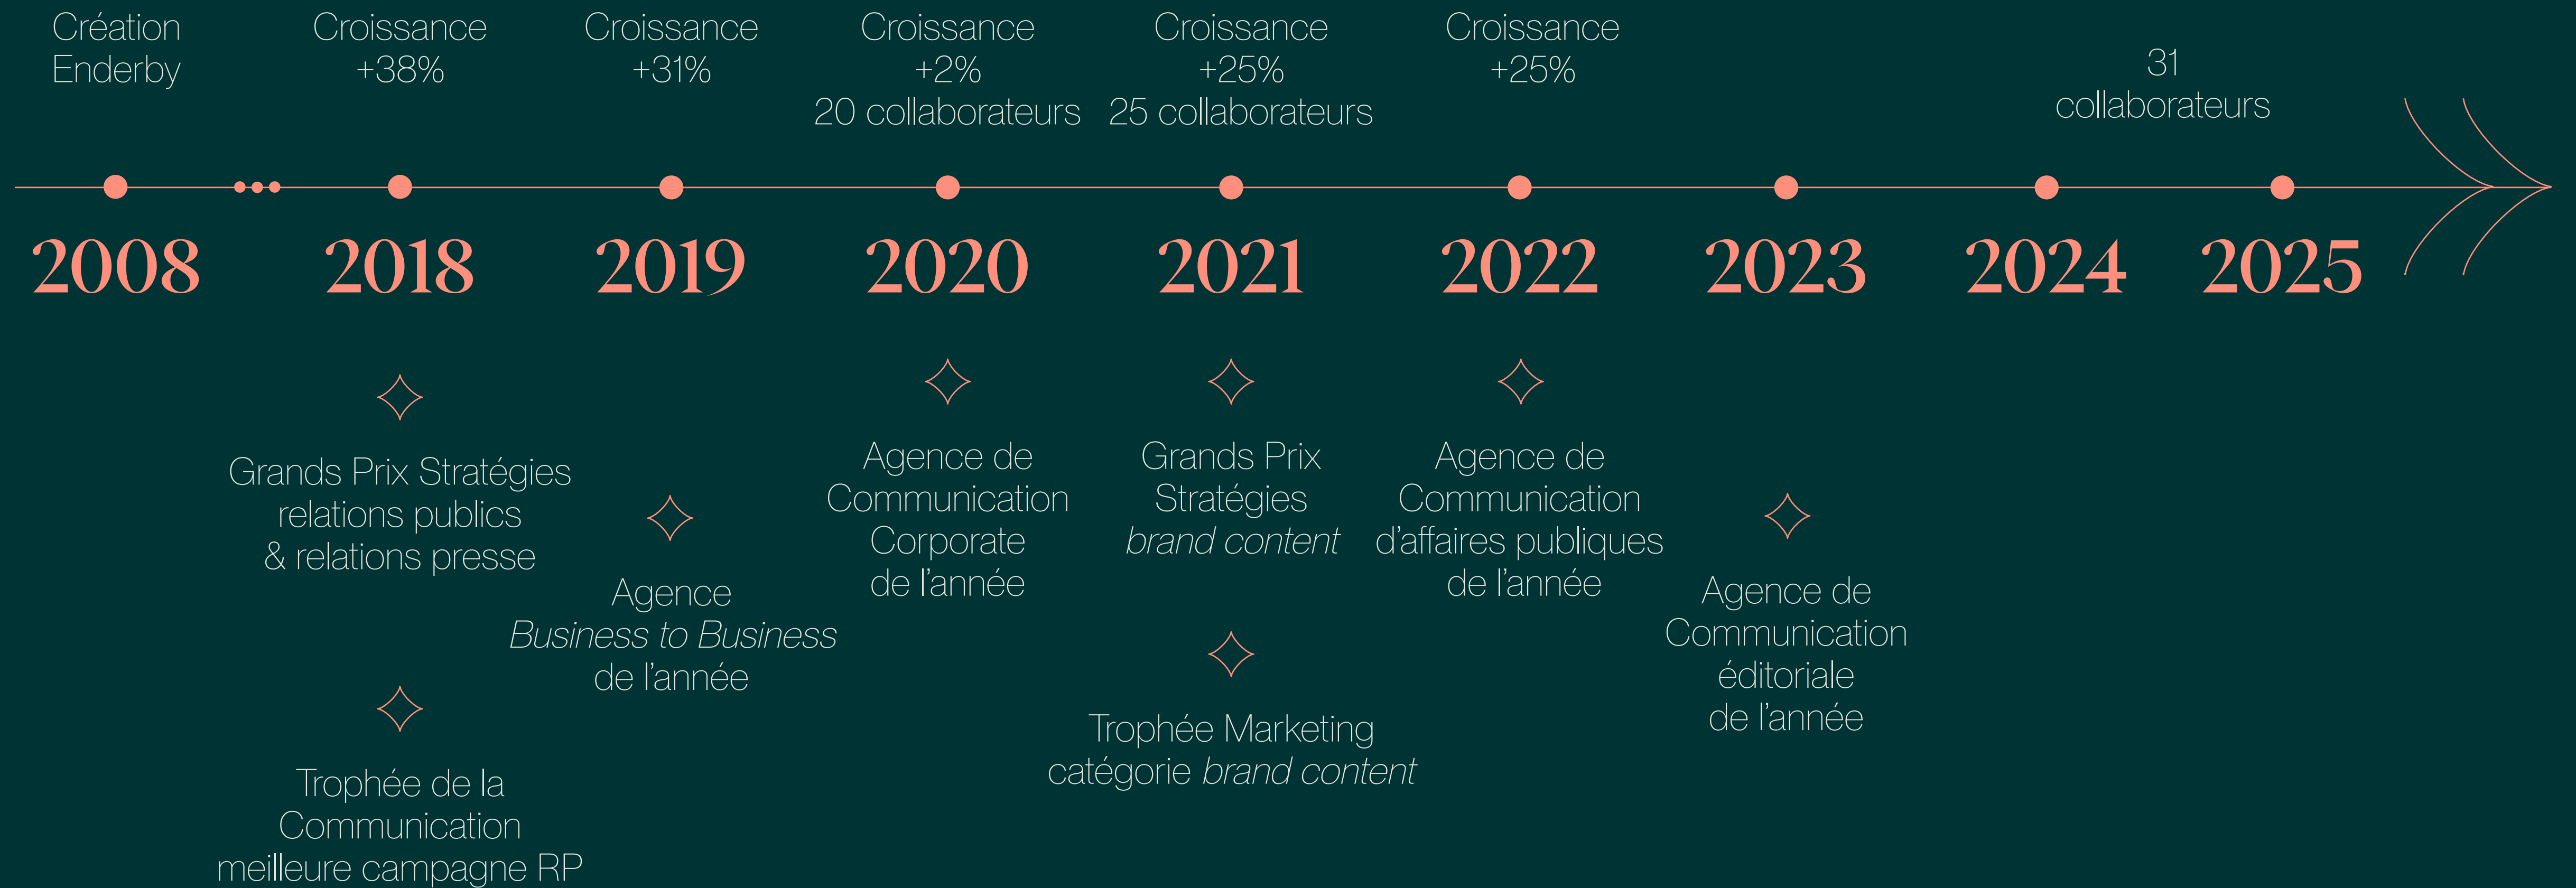 Création
Enderby
Croissance
+38%
Croissance
+31%
Croissance
+2%
20 collaborateurs
Croissance
+25%
25 collaborateurs
Croissance
+25%
31
collaborateurs
2008
2018
2019
2020
2021
2022
2023
2024
2025
Grands Prix Stratégies
relations publics
& relations presse
Trophée de la
Communication
meilleure campagne RP
Agence
Business to Business
de l’année
Agence de
Communication
Corporate
de l’année
Grands Prix
Stratégies
brand content
Trophée Marketing
catégorie brand content
Agence de
Communication
d’affaires publiques
de l’année
Agence de
Communication
éditoriale
de l’année